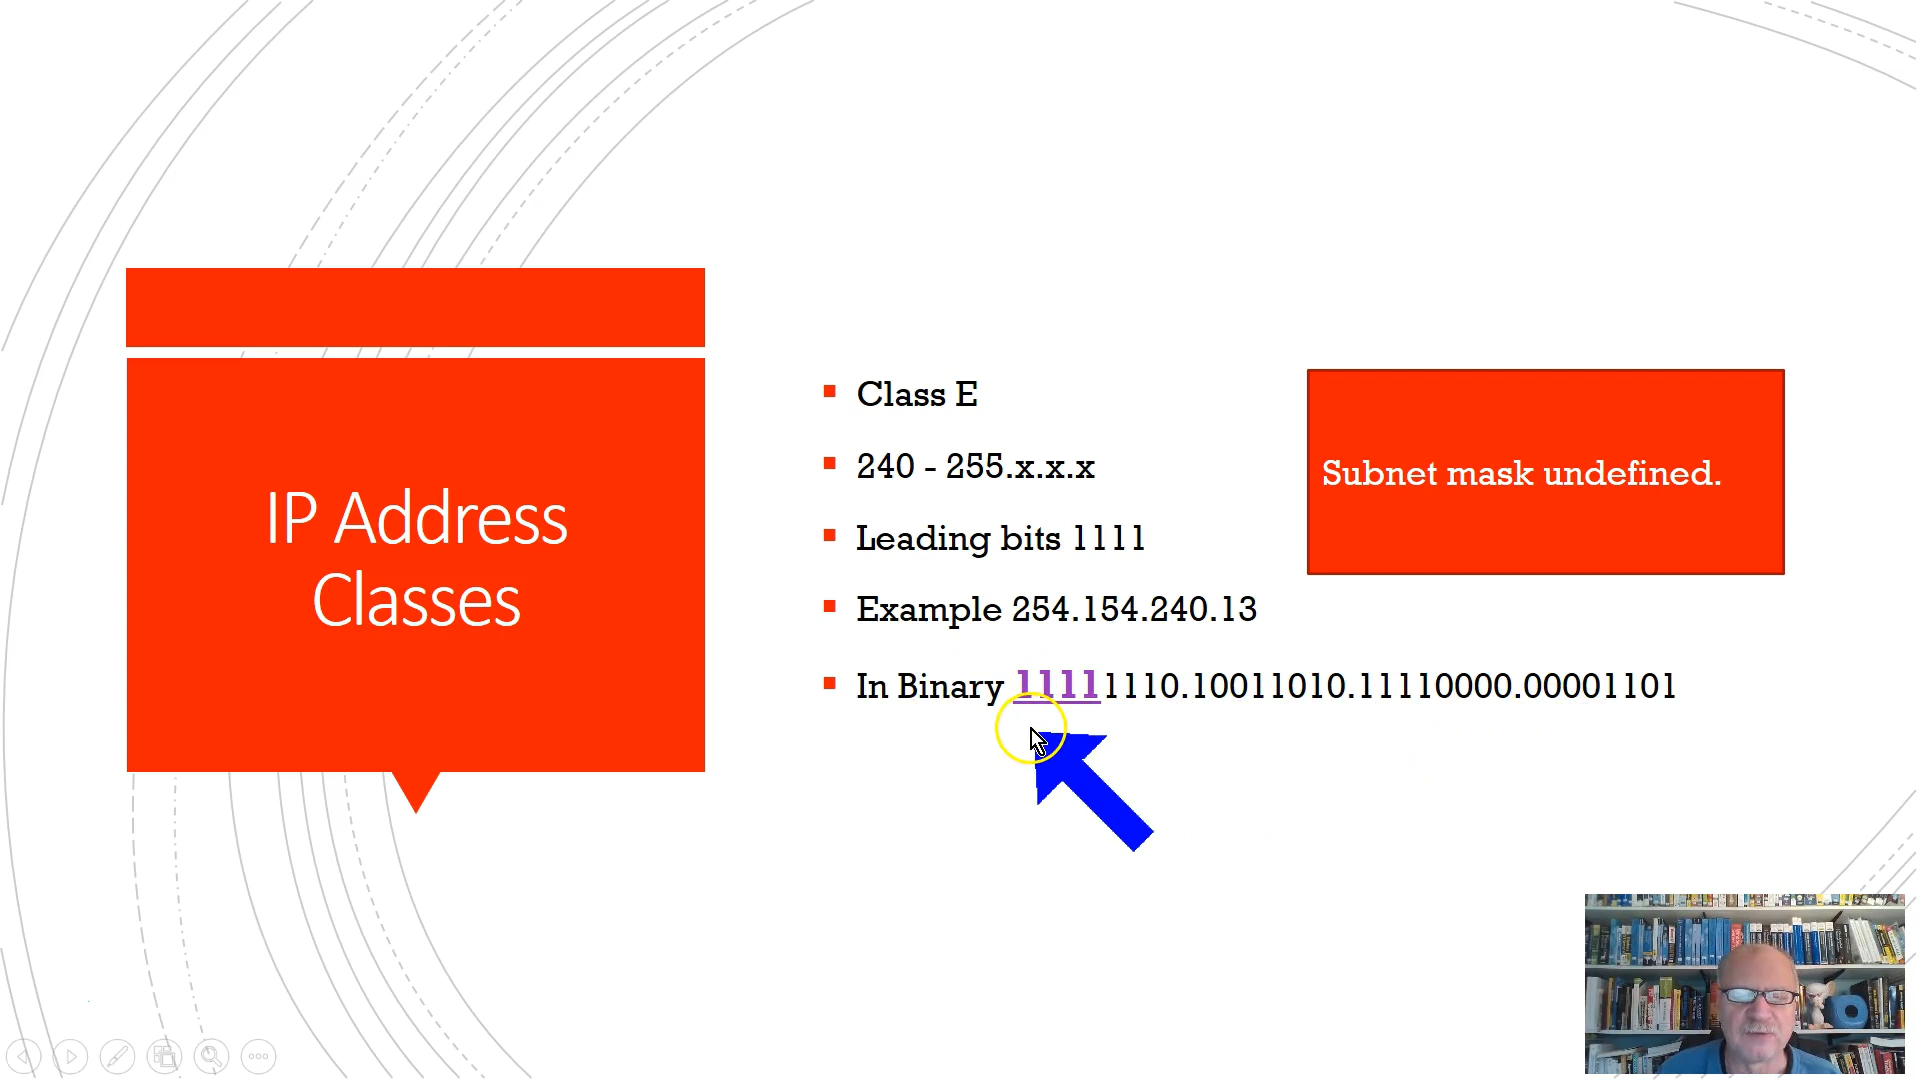 IP Address
Classes
Class E
240 - 255.x.x.x
Leading bits 1111
Example 254.154.240.13
In Binary 11111110.10011010.11110000.00001101
Subnet mask undefined.